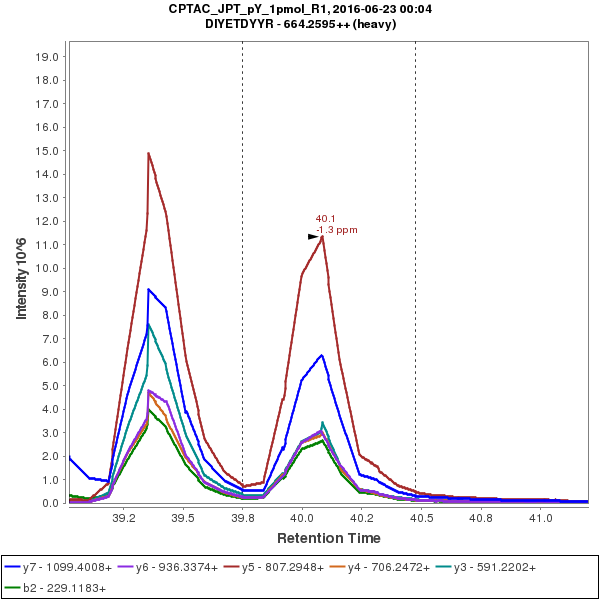 CPTAC_JPT_pY_1pmol_R1, 2016-06-23 00:04
DIYETDYYR - 664.2595++ (heavy)
19.0
18.0
17.0
16.0
15.0
14.0
13.0
12.0
11.0
10.0
9.0
8.0
7.0
6.0
5.0
4.0
3.0
2.0
1.0
0.0
Intensity 10^6
40.1
-1.3 ppm
39.2 39.5 39.8 40.0 40.2 40.5 40.8 41.0
Retention Time
y7 - 1099.4008+ y6 - 936.3374+ y5 - 807.2948+ y4 - 706.2472+ y3 - 591.2202+
b2 - 229.1183+